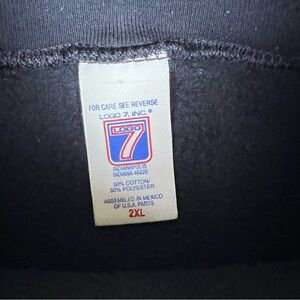 FOR CARE SEE REVERSE
LOGO 7, INC.®
LOGO
7
INDIANAPOLIS
INDIANA 46226
50% COTTON/
50% POLYESTER
ASSEMBLED IN MEXICO
OF U.S.A. PARTS
2XL